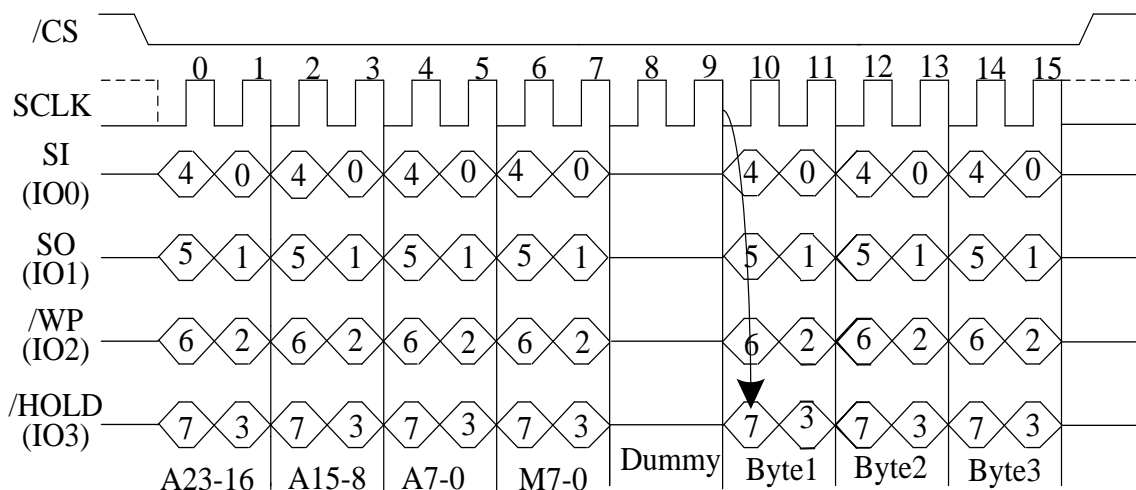 /CS
0 1 2 3 4 5 6 7 8 9 10 11 12 13 14 15
SCLK
SI
(IO0)
4 0 4 0 4 0 4 0 4 0 4 0 4 0
SO
(IO1)
5 1 5 1 5 1 5 1 5 1 5 1 5 1
/WP
(IO2)
6 2 6 2 6 2 6 2 6 2 6 2 6 2
/HOLD
(IO3)
7 3 7 3 7 3 7 3 7 3 7 3 7 3
A23-16 A15-8 A7-0 M7-0 Dummy Byte1 Byte2 Byte3